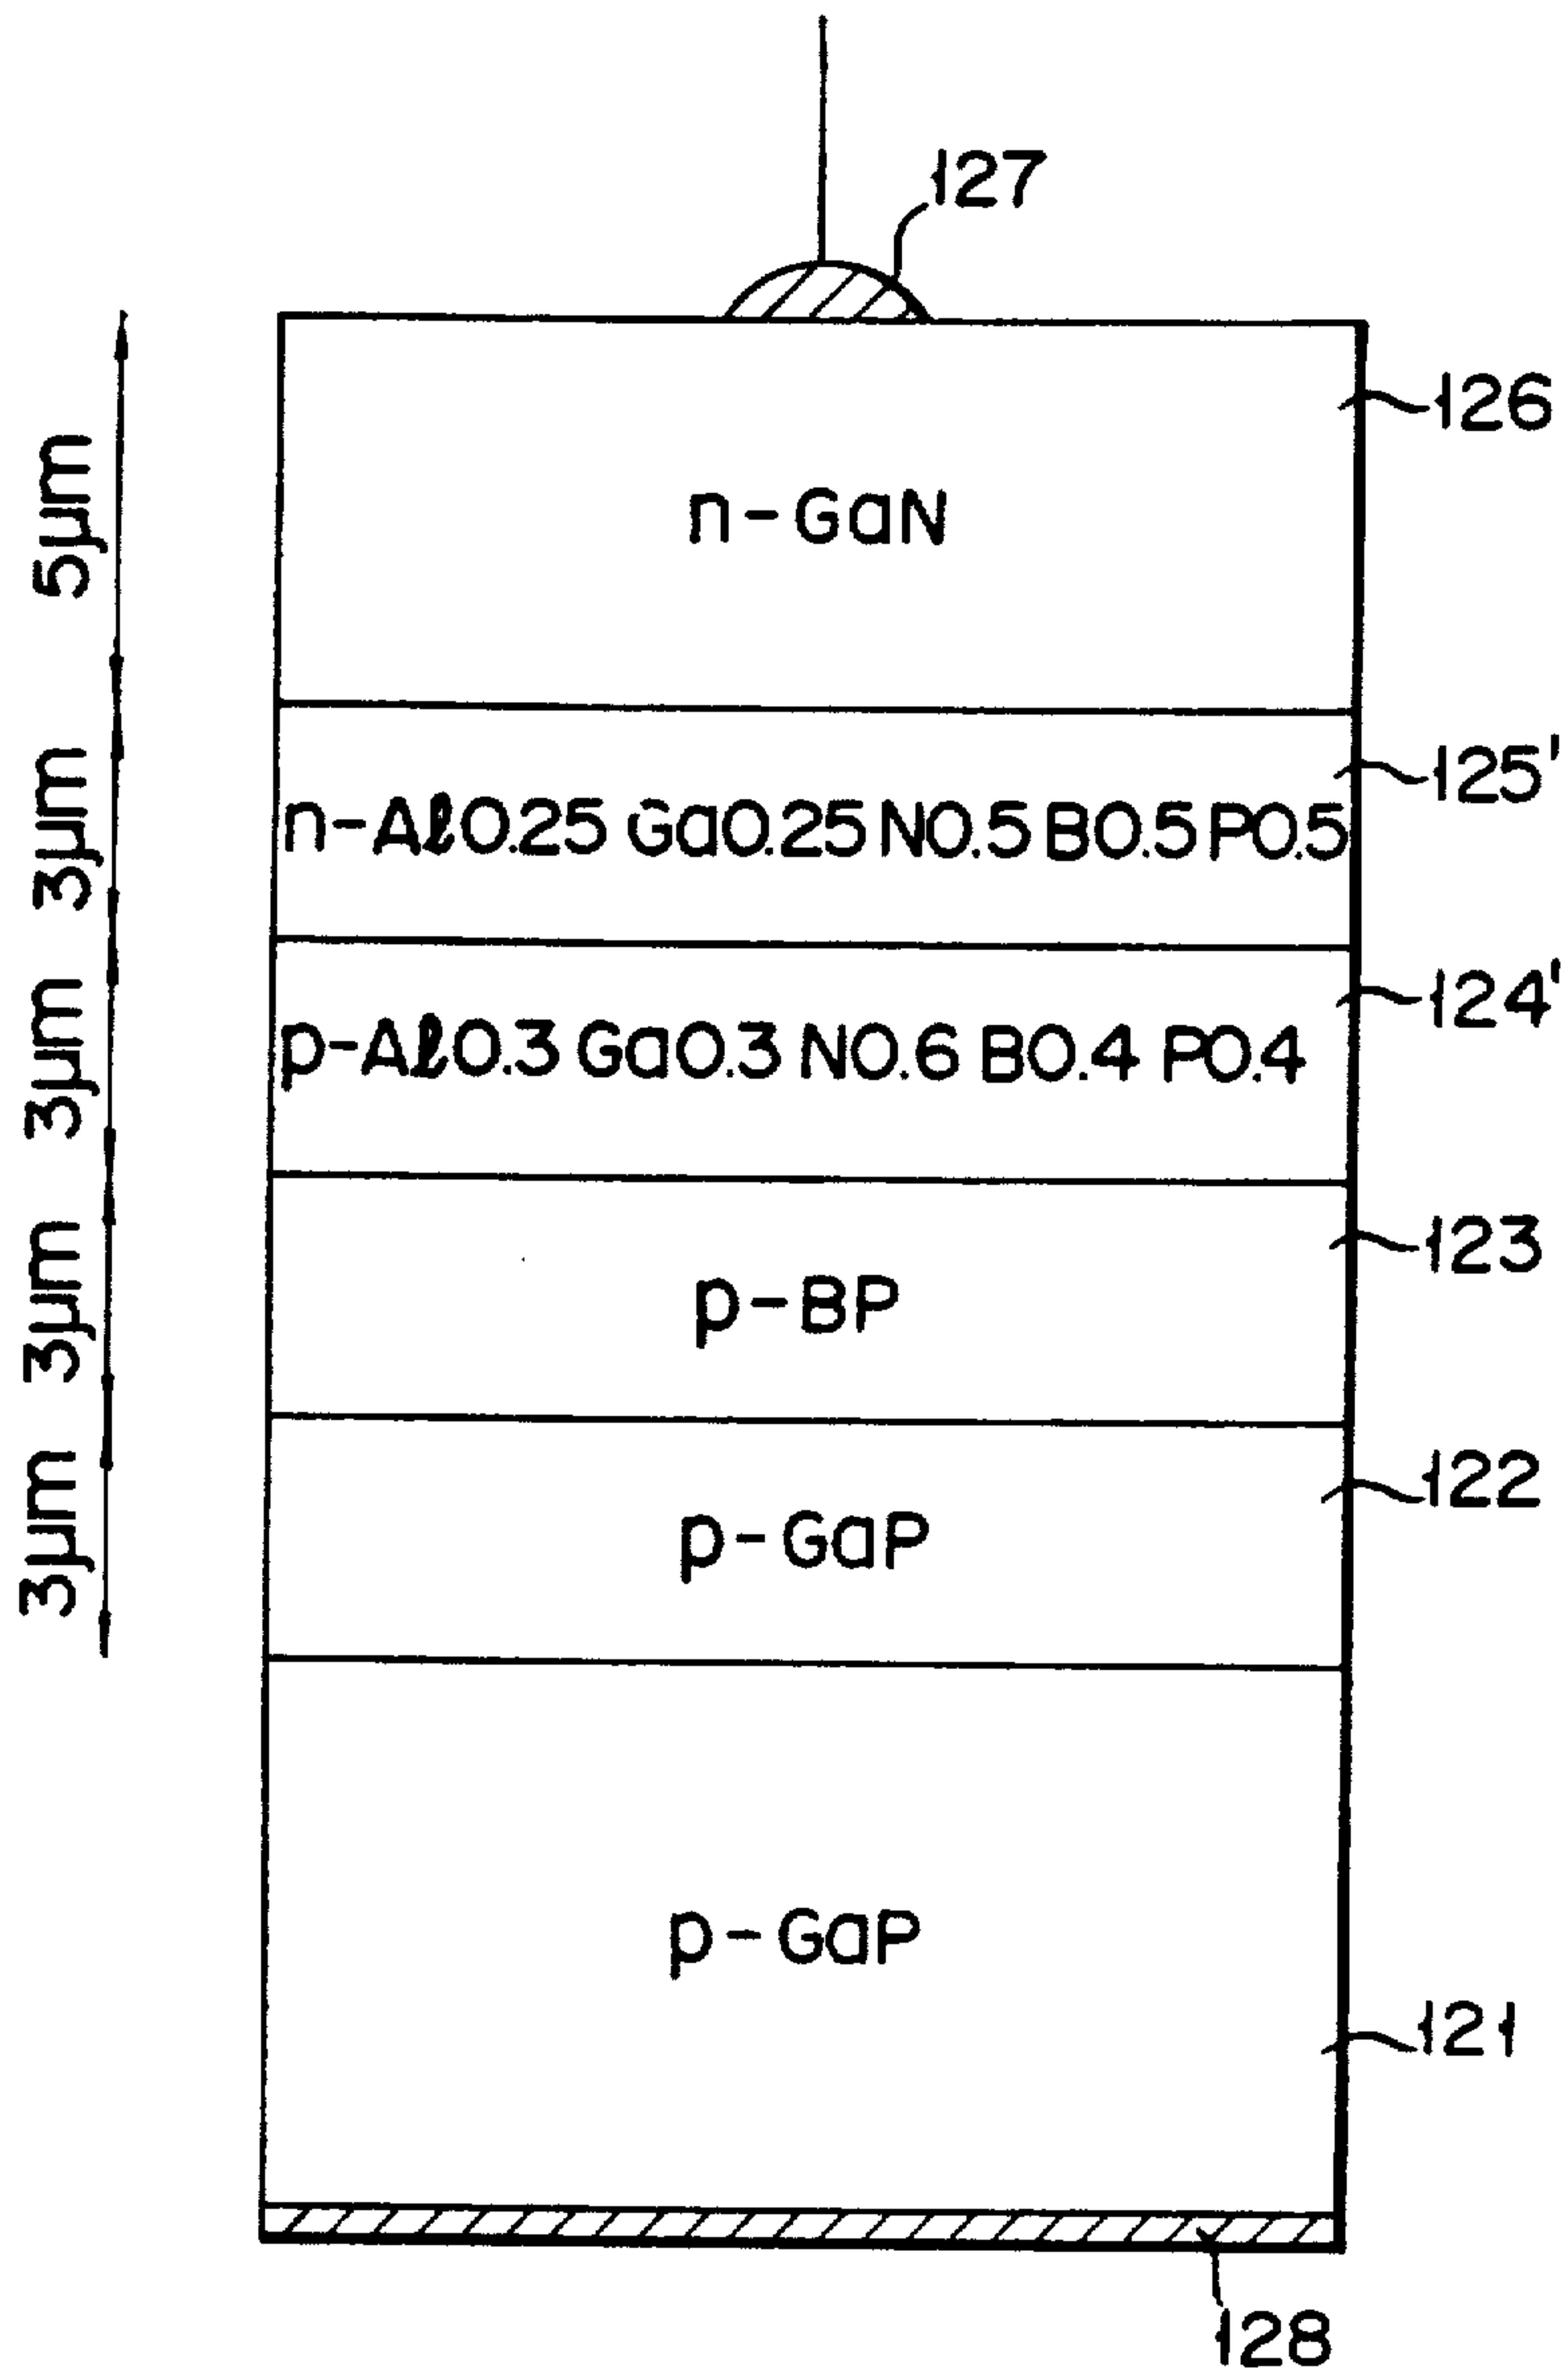 127
126
n-GaN
5μm
125'
n-Al0.25 Ga0.25 N0.5 B0.5 P0.5
3μm
124'
p-Al0.3 Ga0.3 N0.6 B0.4 P0.4
3μm
123
p-BP
3μm
122
p-GaP
3μm
p-GaP
121
128